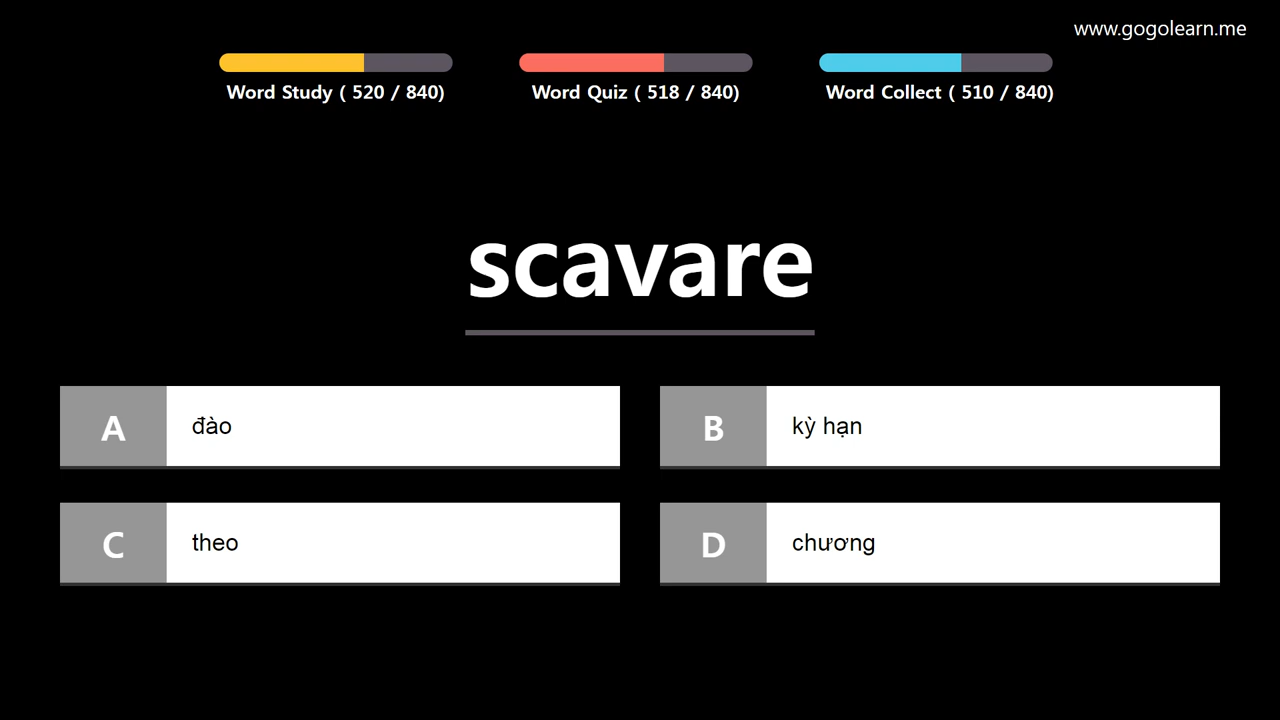 www.gogolearn.me
Word Study ( 520 / 840)
Word Quiz ( 518 / 840)
Word Collect ( 510 / 840)
scavare
A đào
B kỳ hạn
C theo
D chương